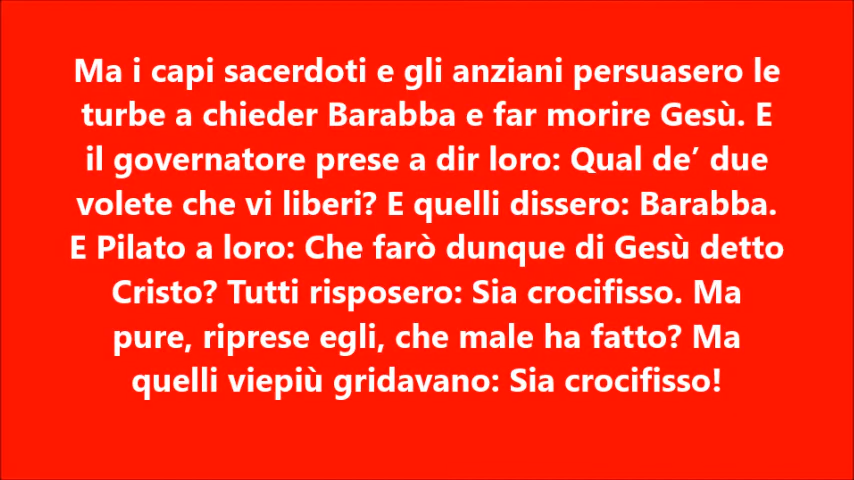 Ma i capi sacerdoti e gli anziani persuasero le
turbe a chieder Barabba e far morire Gesù. E
il governatore prese a dir loro: Qual de’ due
volete che vi liberi? E quelli dissero: Barabba.
E Pilato a loro: Che farò dunque di Gesù detto
Cristo? Tutti risposero: Sia crocifisso. Ma
pure, riprese egli, che male ha fatto? Ma
quelli viepiù gridavano: Sia crocifisso!